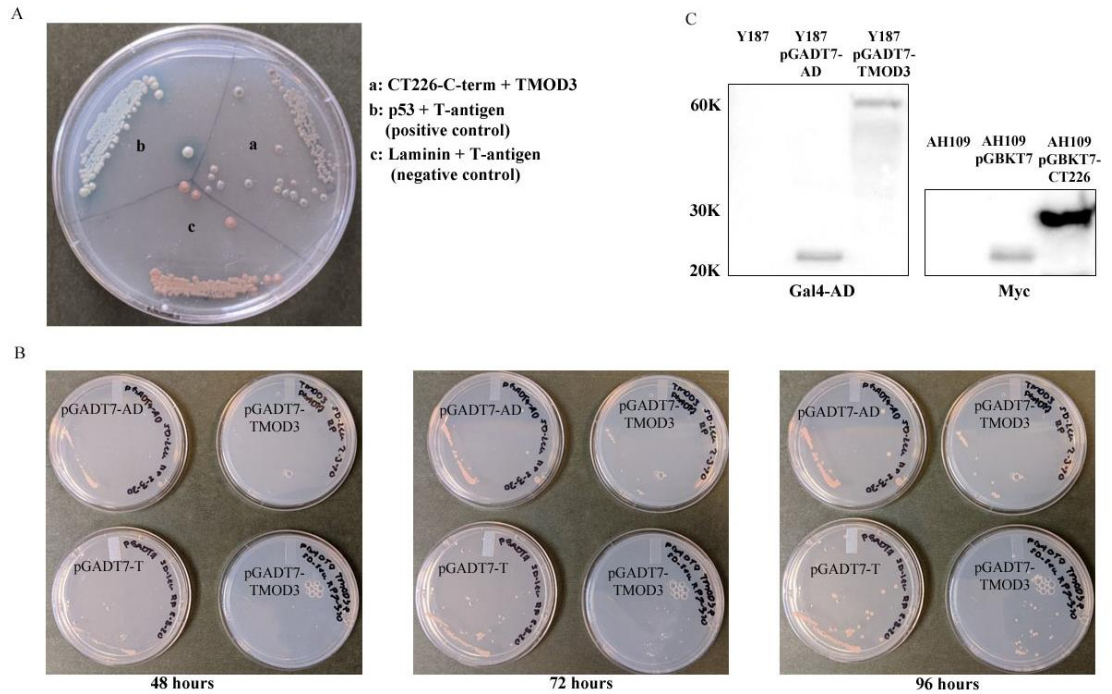 A
a: CT226-C-term + TMOD3
b: p53 + T-antigen
(positive control)
c: Laminin + T-antigen
(negative control)
b
a
c
C
Y187
Y187
pGADT7-
AD
Y187
pGADT7-
TMOD3
60K
30K
20K
Gal4-AD
AH109
AH109
pGBKT7
AH109
pGBKT7-
CT226
Myc
B
pGADT7-AD
pGADT7-
TMOD3
pGADT7-T
pGADT7-
TMOD3
48 hours
pGADT7-AD
pGADT7-
TMOD3
pGADT7-T
pGADT7-
TMOD3
72 hours
pGADT7-AD
pGADT7-
TMOD3
pGADT7-T
pGADT7-
TMOD3
96 hours